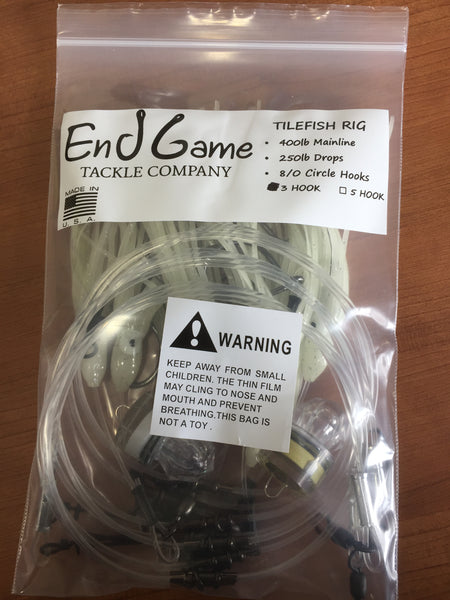 End Game
TACKLE COMPANY
MADE IN
U.S.A.
TILEFISH RIG
• 400lb Mainline
• 250lb Drops
• 8/0 Circle Hooks
3 HOOK 5 HOOK
WARNING
KEEP AWAY FROM SMALL
CHILDREN. THE THIN FILM
MAY CLING TO NOSE AND
MOUTH AND PREVENT
BREATHING.THIS BAG IS
NOT A TOY .